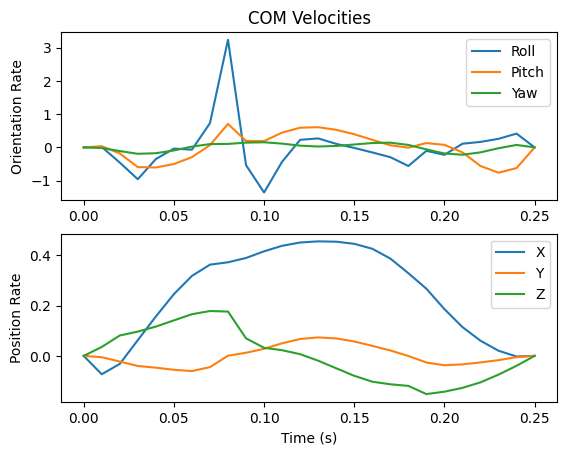 COM Velocities
Orientation Rate
3
2
1
0
−1
Roll
Pitch
Yaw
0.00 0.05 0.10 0.15 0.20 0.25
Position Rate
0.4
0.2
0.0
X
Y
Z
0.00 0.05 0.10 0.15 0.20 0.25
Time (s)